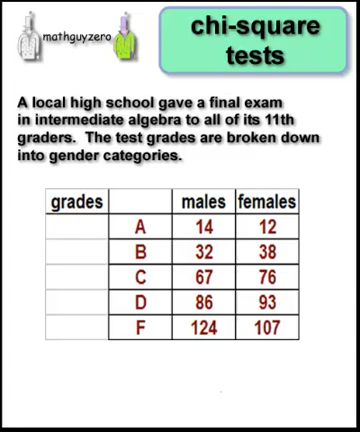 mathguyzero
chi-square
tests
A local high school gave a final exam
in intermediate algebra to all of its 11th
graders. The test grades are broken down
into gender categories.
grades males females
A 14 12
B 32 38
C 67 76
D 86 93
F 124 107